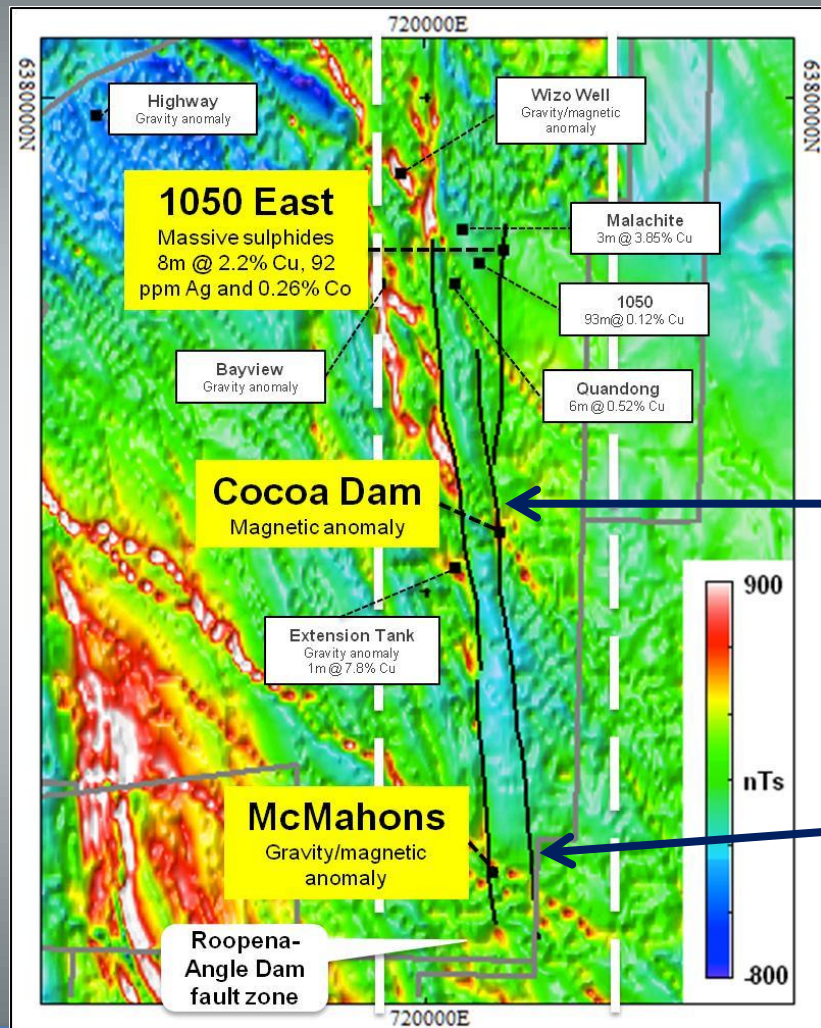 720000E
6380000N
6380000N
Highway
Gravity anomaly
Wizo Well
Gravity/magnetic
anomaly
1050 East
Massive sulphides
8m @ 2.2% Cu, 92
ppm Ag and 0.26% Co
Malachite
3m @ 3.85% Cu
1050
93m@ 0.12% Cu
Bayview
Gravity anomaly
Quandong
6m @ 0.52% Cu
Cocoa Dam
Magnetic anomaly
Extension Tank
Gravity anomaly
1m @ 7.8% Cu
900
nTs
-800
McMahons
Gravity/magnetic
anomaly
Roopena-
Angle Dam
fault zone
720000E